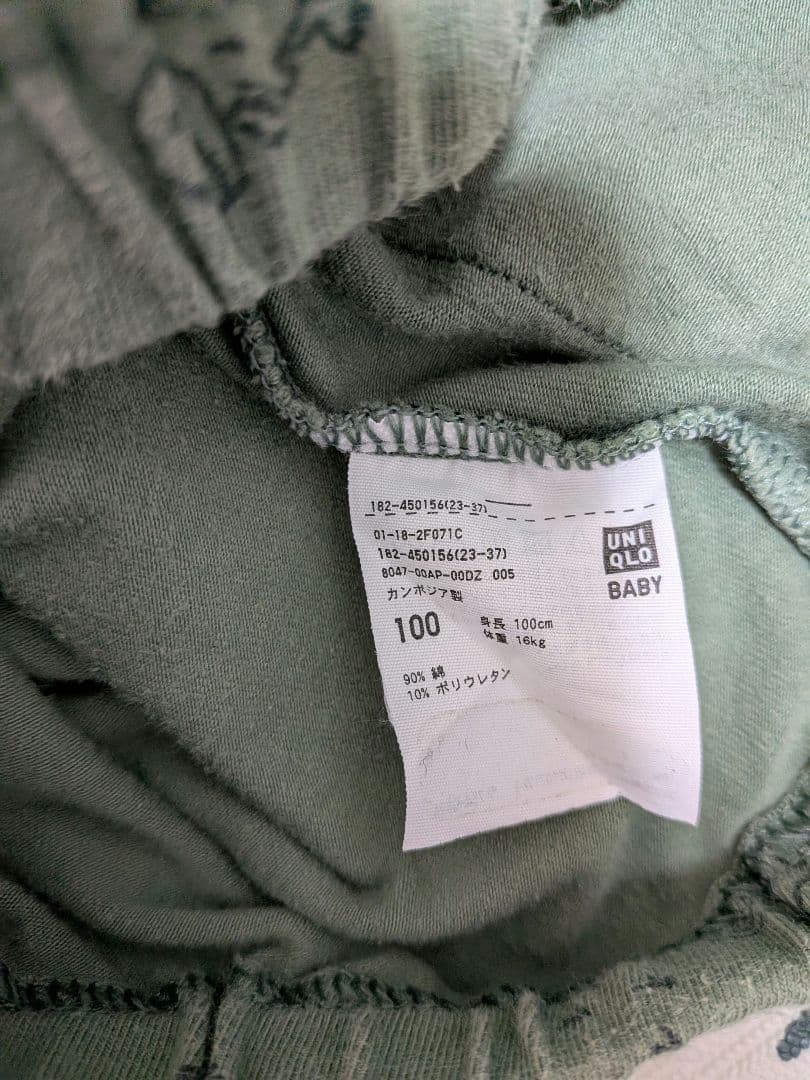 182-450156(23-37)
01-18-2F071C
182-450156(23-37)
8047-00AP-00DZ 005
カンボジア製
UNI
QLO
BABY
100
身長 100cm
体重 16kg
90% 綿
10% ポリウレタン